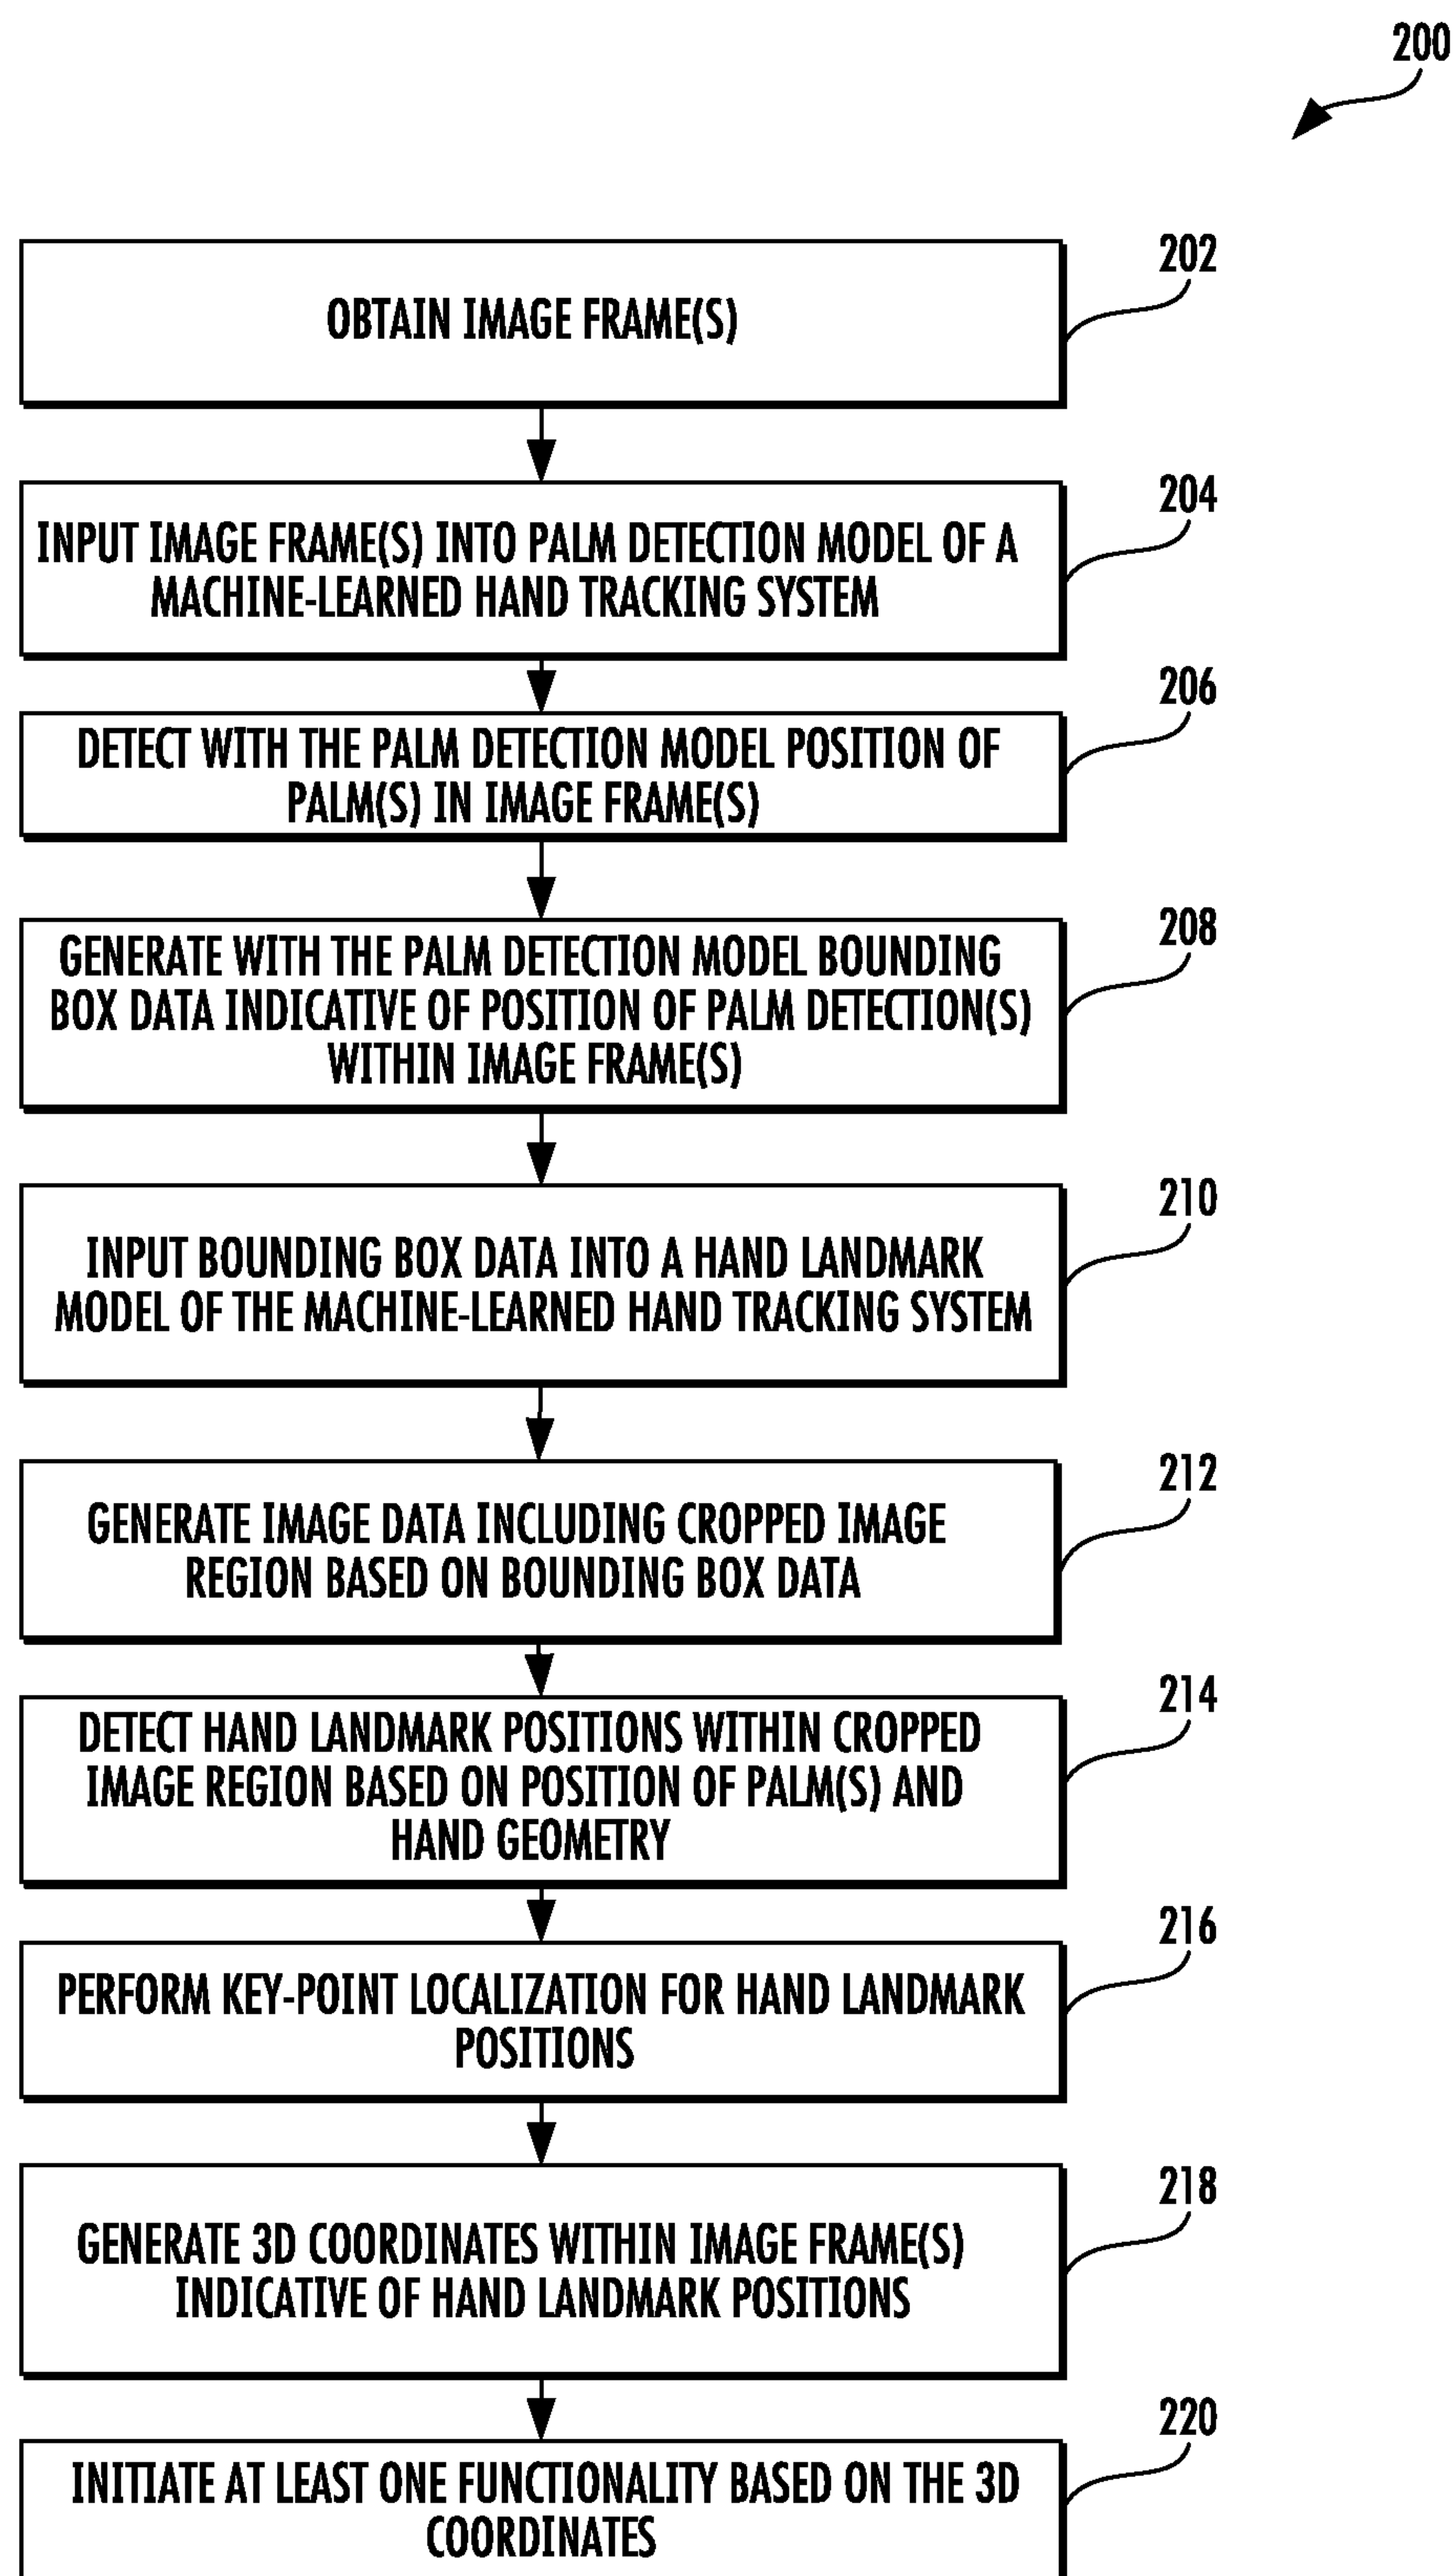 200
202
OBTAIN IMAGE FRAME(S)
204
INPUT IMAGE FRAME(S) INTO PALM DETECTION MODEL OF A
MACHINE-LEARNED HAND TRACKING SYSTEM
206
DETECT WITH THE PALM DETECTION MODEL POSITION OF
PALM(S) IN IMAGE FRAME(S)
208
GENERATE WITH THE PALM DETECTION MODEL BOUNDING
BOX DATA INDICATIVE OF POSITION OF PALM DETECTION(S)
WITHIN IMAGE FRAME(S)
210
INPUT BOUNDING BOX DATA INTO A HAND LANDMARK
MODEL OF THE MACHINE-LEARNED HAND TRACKING SYSTEM
212
GENERATE IMAGE DATA INCLUDING CROPPED IMAGE
REGION BASED ON BOUNDING BOX DATA
214
DETECT HAND LANDMARK POSITIONS WITHIN CROPPED
IMAGE REGION BASED ON POSITION OF PALM(S) AND
HAND GEOMETRY
216
PERFORM KEY-POINT LOCALIZATION FOR HAND LANDMARK
POSITIONS
218
GENERATE 3D COORDINATES WITHIN IMAGE FRAME(S)
INDICATIVE OF HAND LANDMARK POSITIONS
220
INITIATE AT LEAST ONE FUNCTIONALITY BASED ON THE 3D
COORDINATES